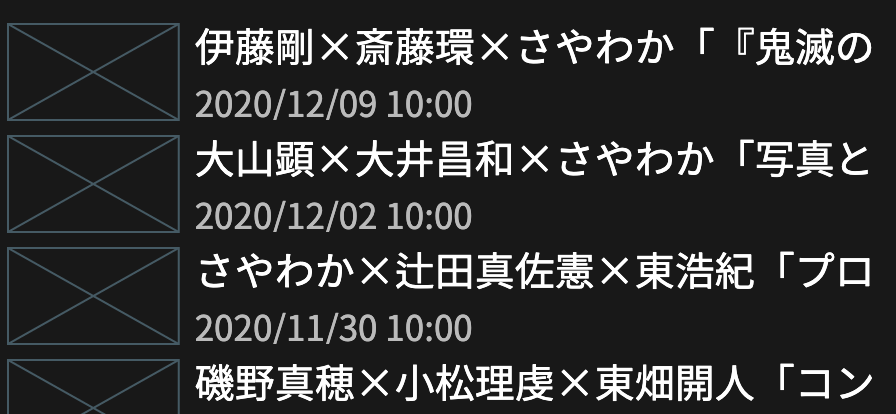 伊藤剛×斎藤環×さやわか「『鬼滅の
2020/12/09 10:00
大山顕×大井昌和×さやわか「写真と
2020/12/02 10:00
さやわか×辻田真佐憲×東浩紀「プロ
2020/11/30 10:00
磯野真穂×小松理虔×東畑開人「コン